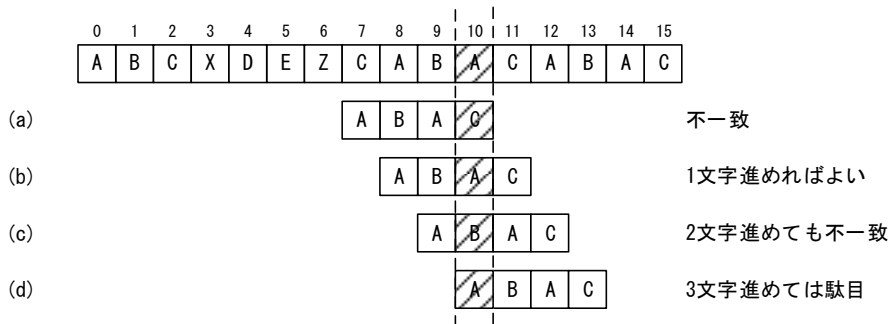 0 1 2 3 4 5 6 7 8 9 10 11 12 13 14 15
A B C X D E Z C A B A C A B A C
(a) A B A C 不一致
(b) A B A C 1文字進めればよい
(c) A B A C 2文字進めても不一致
(d) A B A C 3文字進めては駄目